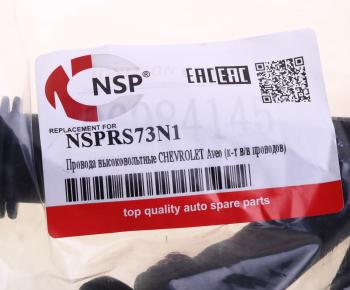 NSP®
EAC EAC
REPLACEMENT FOR
NSPRS73N1
Провода высоковольтные CHEVROLET Aveo (к-т в/в проводов)
top quality auto spare parts